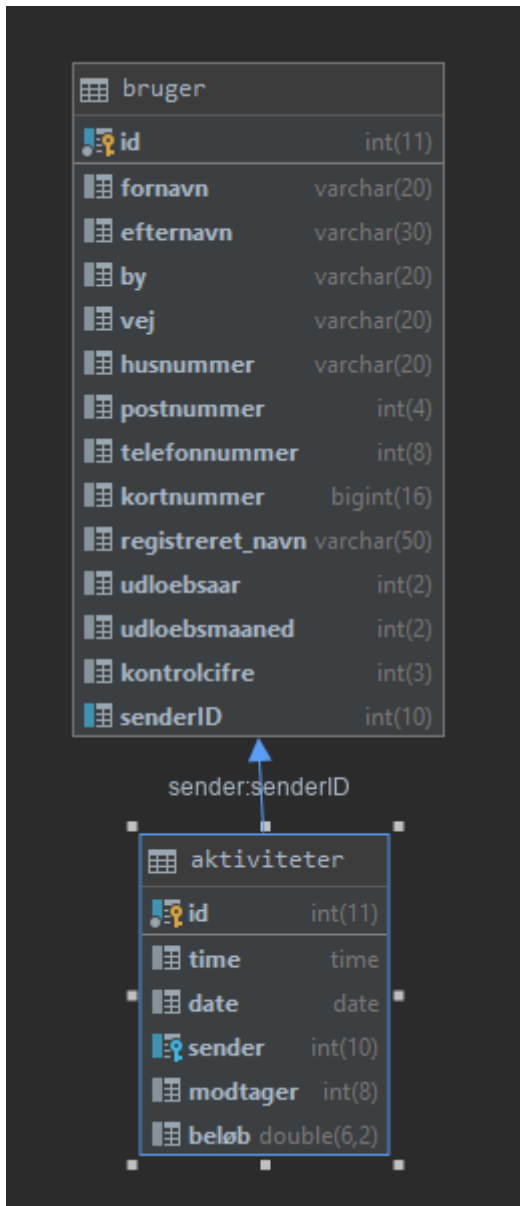 bruger
id int(11)
fornavn varchar(20)
efternavn varchar(30)
by varchar(20)
vej varchar(20)
husnummer varchar(20)
postnummer int(4)
telefonnummer int(8)
kortnummer bigint(16)
registreret_navn varchar(50)
udloebsaar int(2)
udloebsmaaned int(2)
kontrolcifre int(3)
senderID int(10)
sender:senderID
aktiviteter
id int(11)
time time
date date
sender int(10)
modtager int(8)
beløb double(6,2)